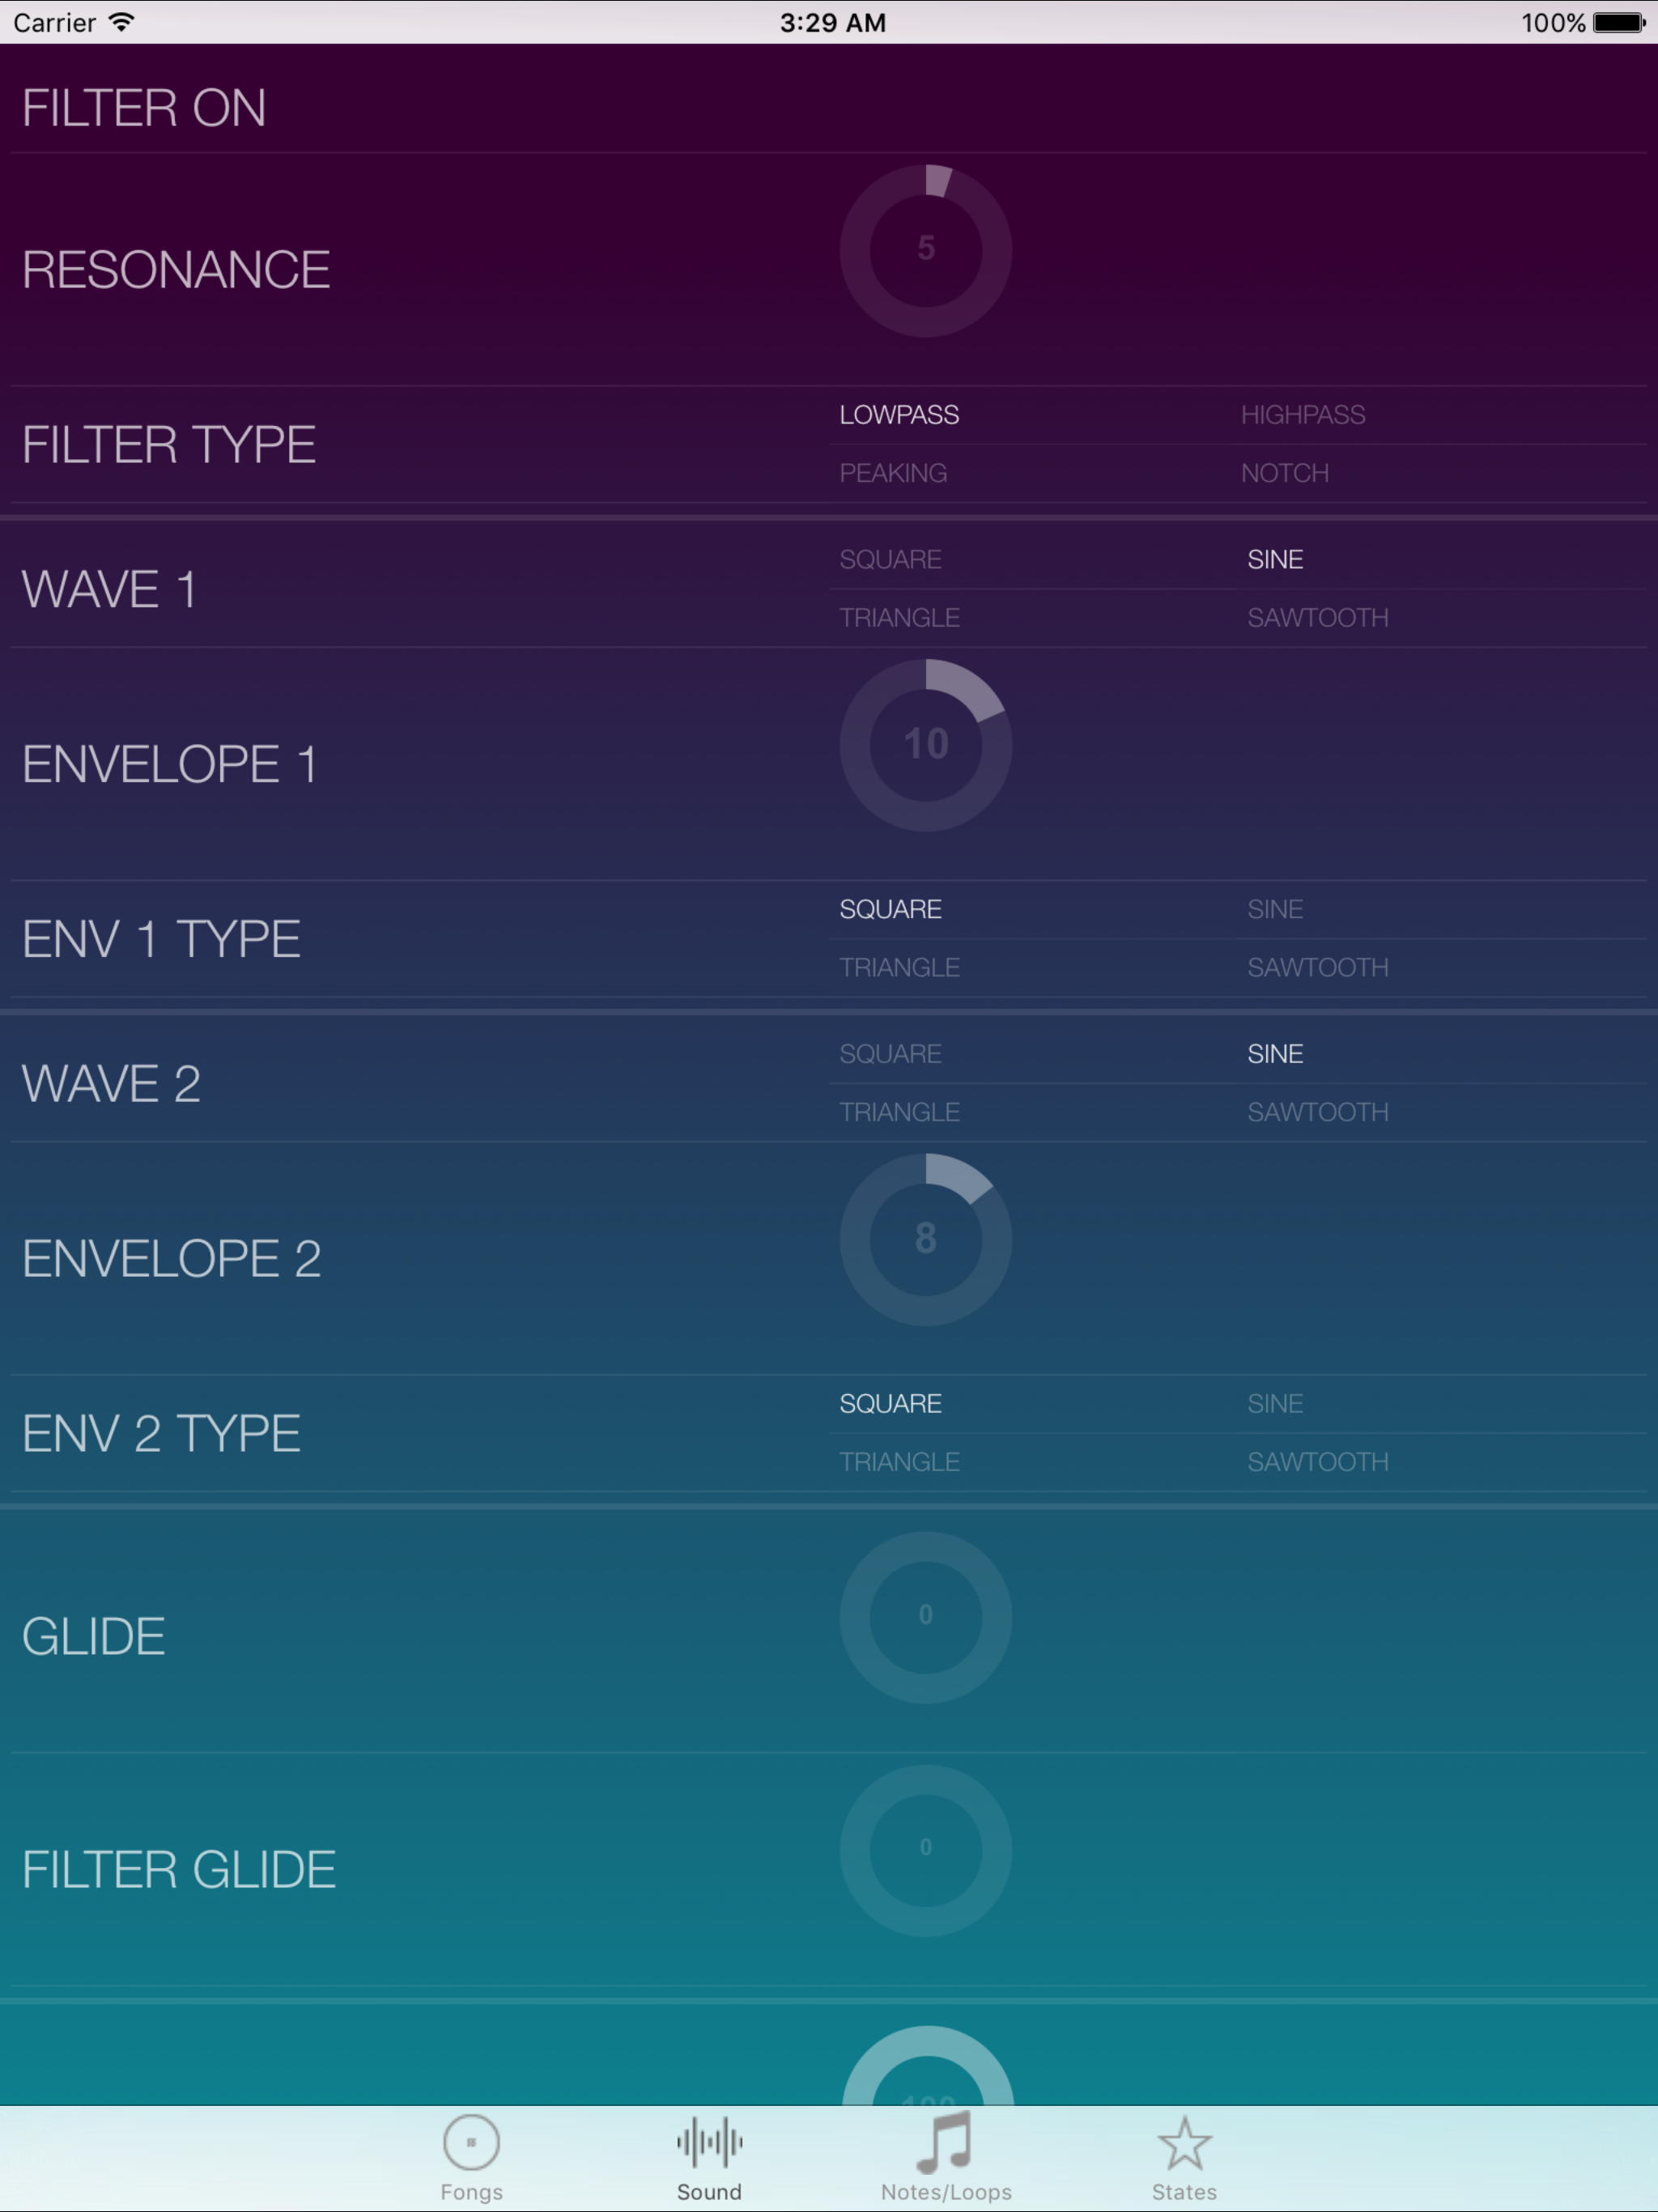 Carrier 3:29 AM 100%
FILTER ON
RESONANCE 5
FILTER TYPE
LOWPASS HIGHPASS
PEAKING NOTCH
WAVE 1
SQUARE SINE
TRIANGLE SAWTOOTH
ENVELOPE 1 10
ENV 1 TYPE
SQUARE SINE
TRIANGLE SAWTOOTH
WAVE 2
SQUARE SINE
TRIANGLE SAWTOOTH
ENVELOPE 2 8
ENV 2 TYPE
SQUARE SINE
TRIANGLE SAWTOOTH
GLIDE 0
FILTER GLIDE 0
Fongs Sound Notes/Loops States